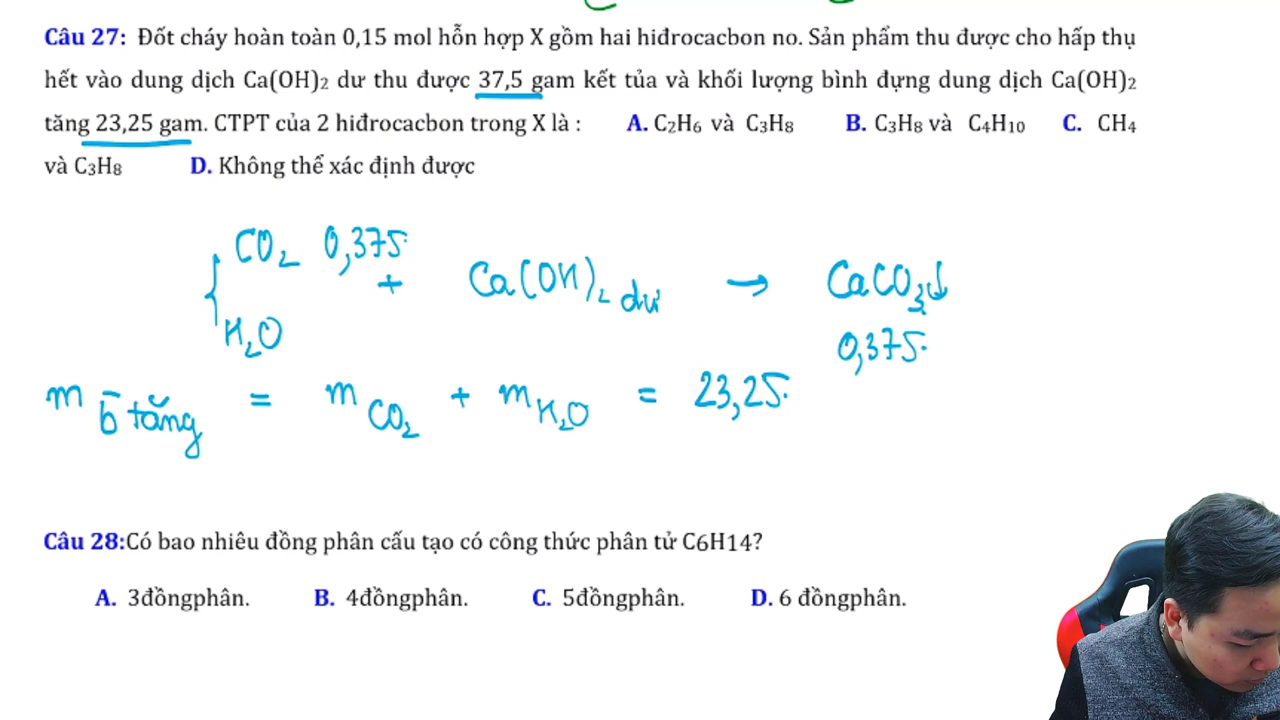 Câu 27: Đốt cháy hoàn toàn 0,15 mol hỗn hợp X gồm hai hiđrocacbon no. Sản phẩm thu được cho hấp thụ
hết vào dung dịch Ca(OH)₂ dư thu được 37,5 gam kết tủa và khối lượng bình đựng dung dịch Ca(OH)₂
tăng 23,25 gam. CTPT của 2 hiđrocacbon trong X là : A. C₂H₆ và C₃H₈ B. C₃H₈ và C₄H₁₀ C. CH₄
và C₃H₈ D. Không thể xác định được
CO₂ 0,375
+ Ca(OH)₂ dư → CaCO₃↓
H₂O
0,375
m b̄ tăng = m CO₂ + m H₂O = 23,25
Câu 28:Có bao nhiêu đồng phân cấu tạo có công thức phân tử C6H14?
A. 3đồngphân. B. 4đồngphân. C. 5đồngphân. D. 6 đồngphân.